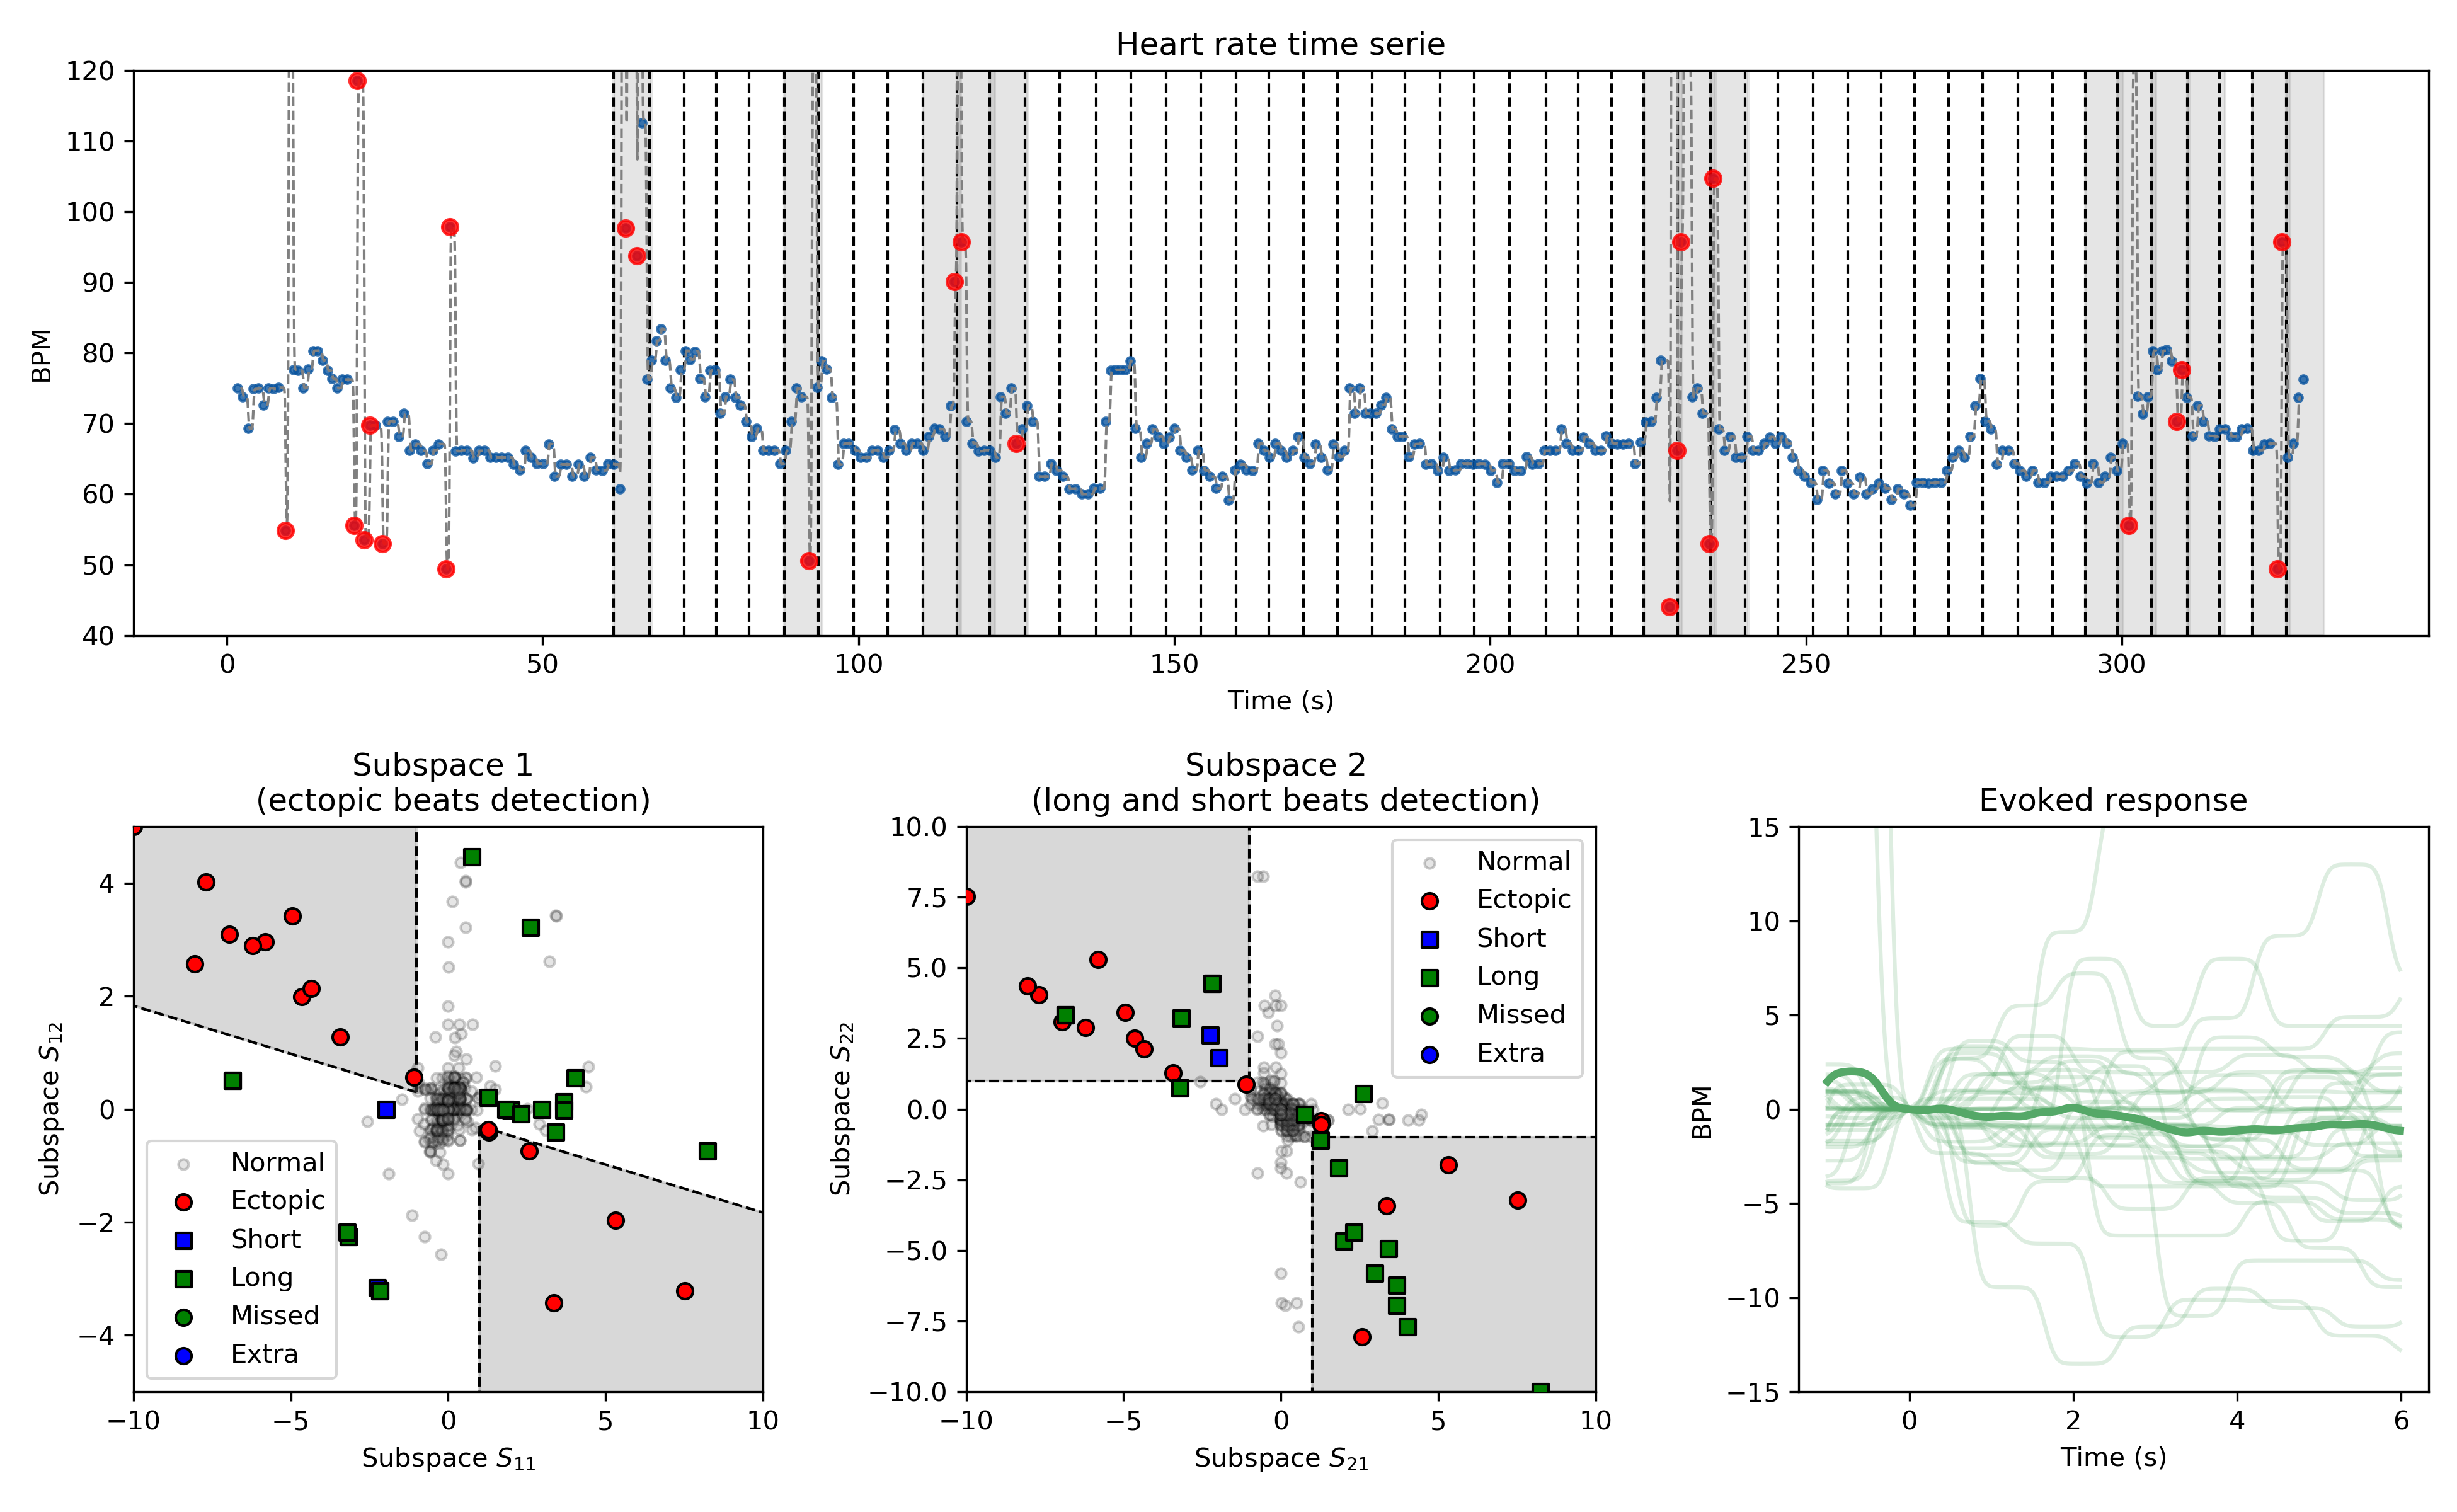 Heart rate time serie
120
110
100
90
80
70
60
50
40
BPM
0
50
100
150
200
250
300
Time (s)
Subspace 1
(ectopic beats detection)
4
2
0
−2
−4
Subspace S₁₂
Normal
Ectopic
Short
Long
Missed
Extra
−10
−5
0
5
10
Subspace S₁₁
Subspace 2
(long and short beats detection)
10.0
7.5
5.0
2.5
0.0
−2.5
−5.0
−7.5
−10.0
Subspace S₂₂
Normal
Ectopic
Short
Long
Missed
Extra
−10
−5
0
5
10
Subspace S₂₁
Evoked response
15
10
5
0
−5
−10
−15
BPM
0
2
4
6
Time (s)